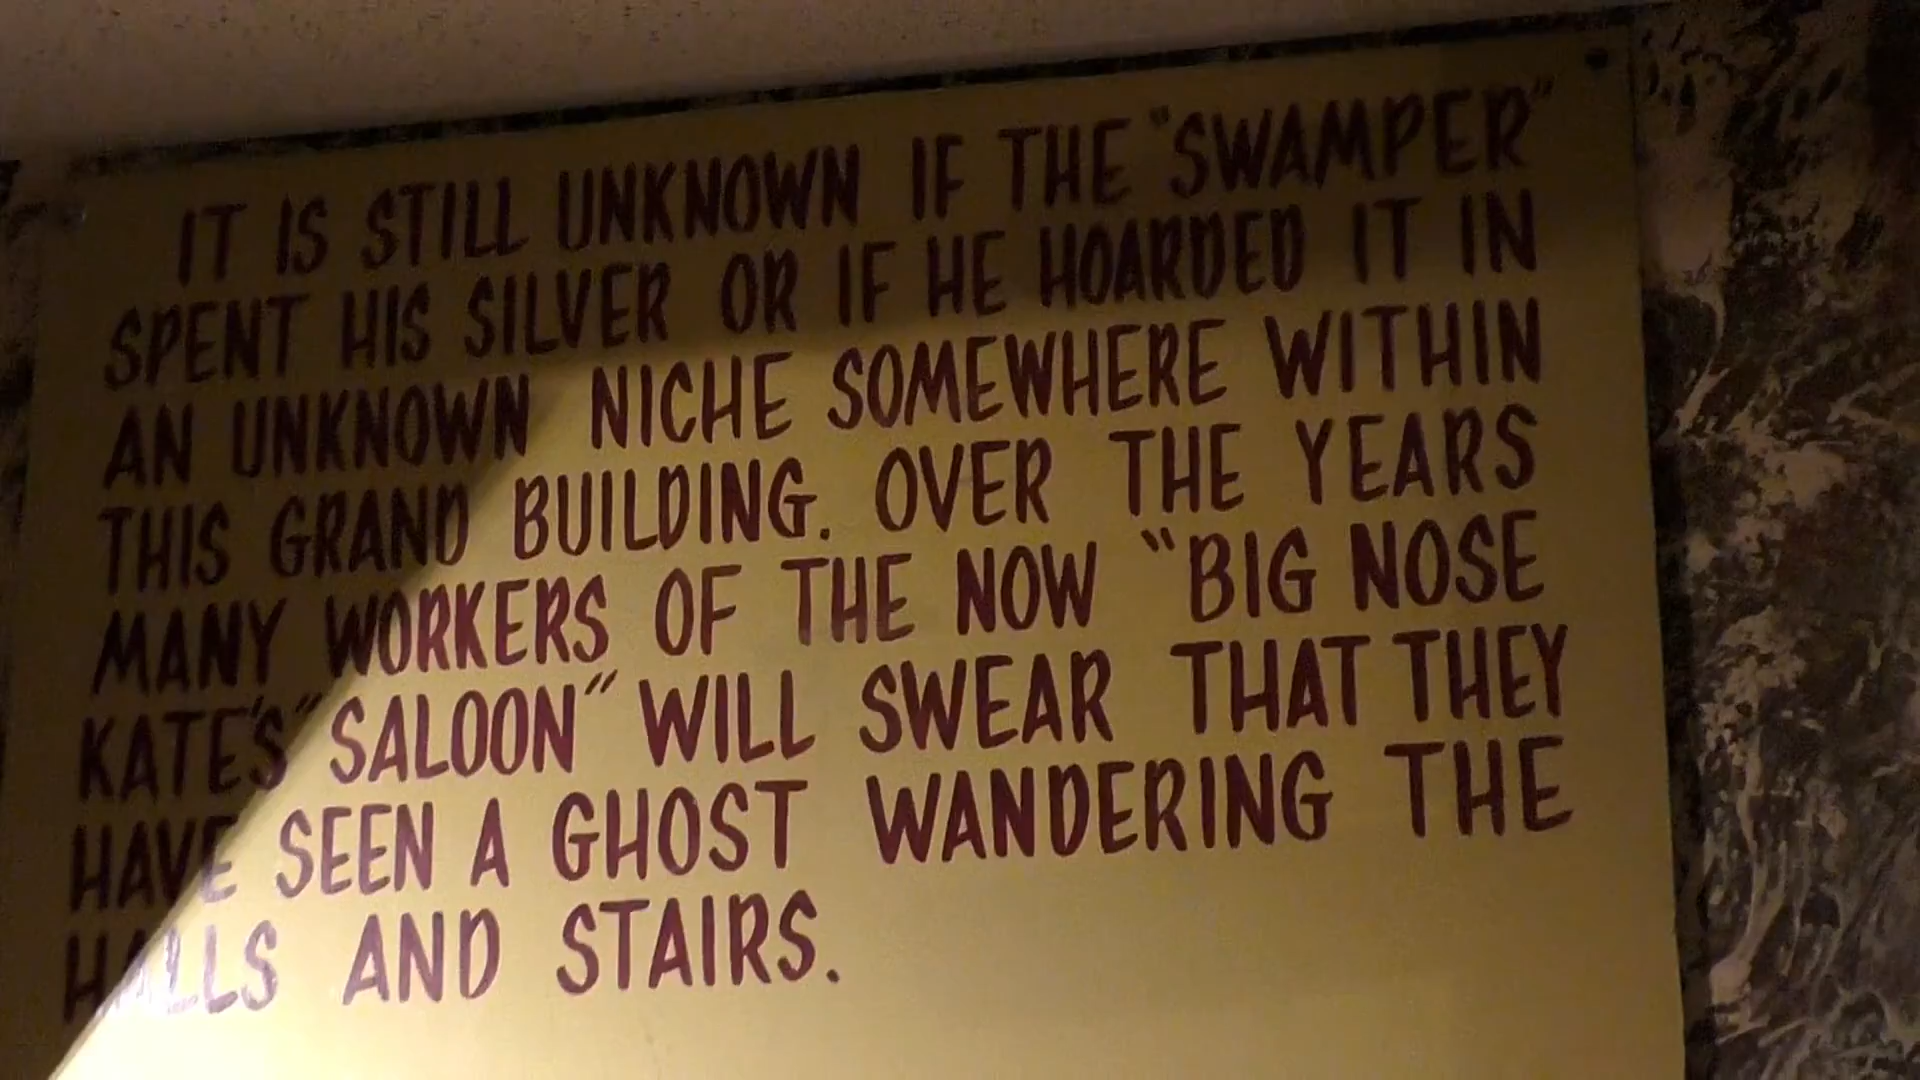 IT IS STILL UNKNOWN IF THE "SWAMPER"
SPENT HIS SILVER OR IF HE HOARDED IT IN
AN UNKNOWN NICHE SOMEWHERE WITHIN
THIS GRAND BUILDING. OVER THE YEARS
MANY WORKERS OF THE NOW "BIG NOSE
KATE'S" SALOON" WILL SWEAR THAT THEY
HAVE SEEN A GHOST WANDERING THE
HALLS AND STAIRS.